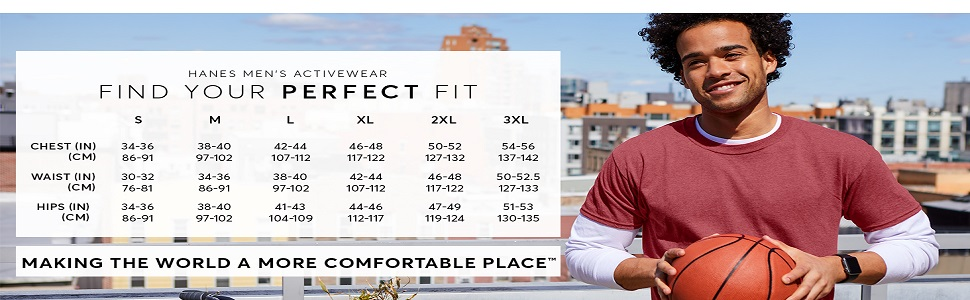 HANES MEN'S ACTIVEWEAR
FIND YOUR PERFECT FIT
S M L XL 2XL 3XL
CHEST (IN) 34-36 38-40 42-44 46-48 50-52 54-56
(CM) 86-91 97-102 107-112 117-122 127-132 137-142
WAIST (IN) 30-32 34-36 38-40 42-44 46-48 50-52.5
(CM) 76-81 86-91 97-102 107-112 117-122 127-133
HIPS (IN) 34-36 38-40 41-43 44-46 47-49 51-53
(CM) 86-91 97-102 104-109 112-117 119-124 130-135
MAKING THE WORLD A MORE COMFORTABLE PLACE™